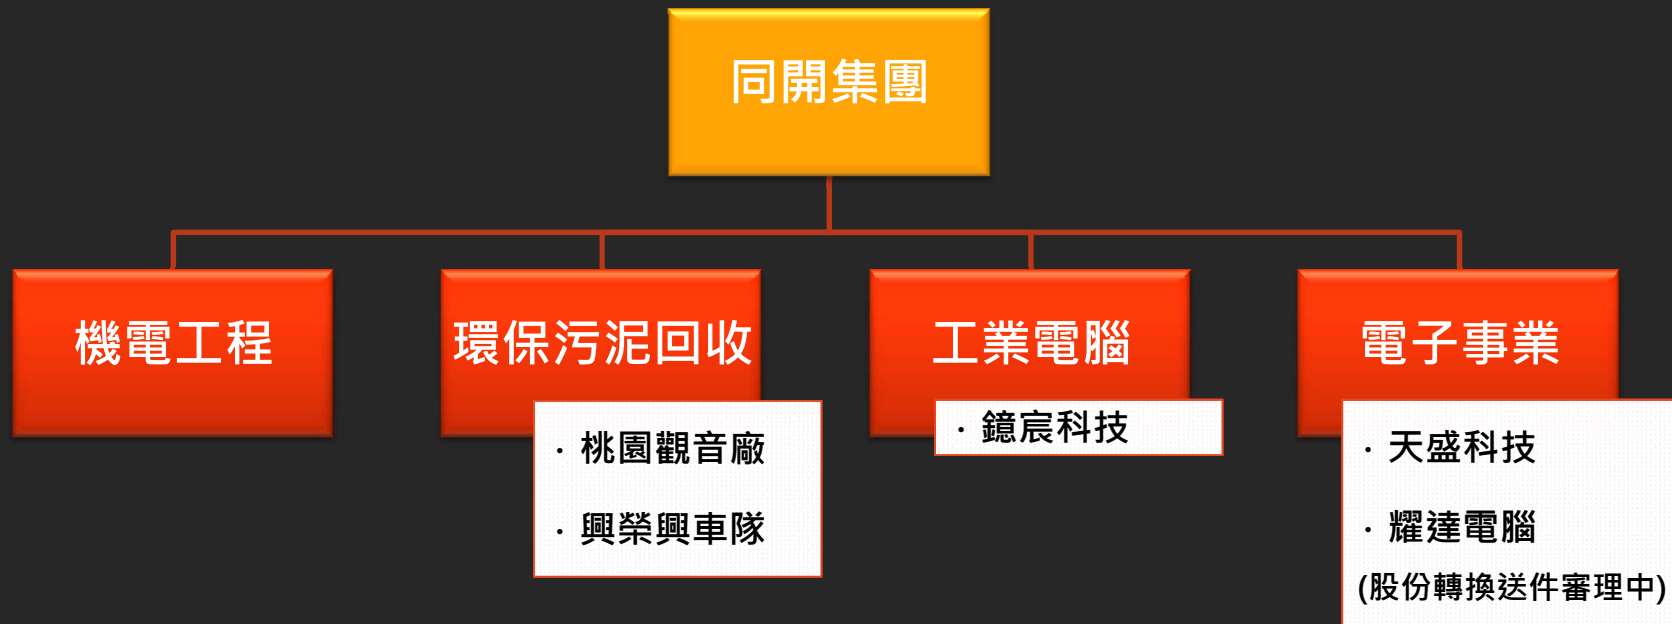 同開集團
機電工程
環保污泥回收
· 桃園觀音廠
· 興榮興車隊
工業電腦
· 鐿宸科技
電子事業
· 天盛科技
· 耀達電腦
(股份轉換送件審理中)